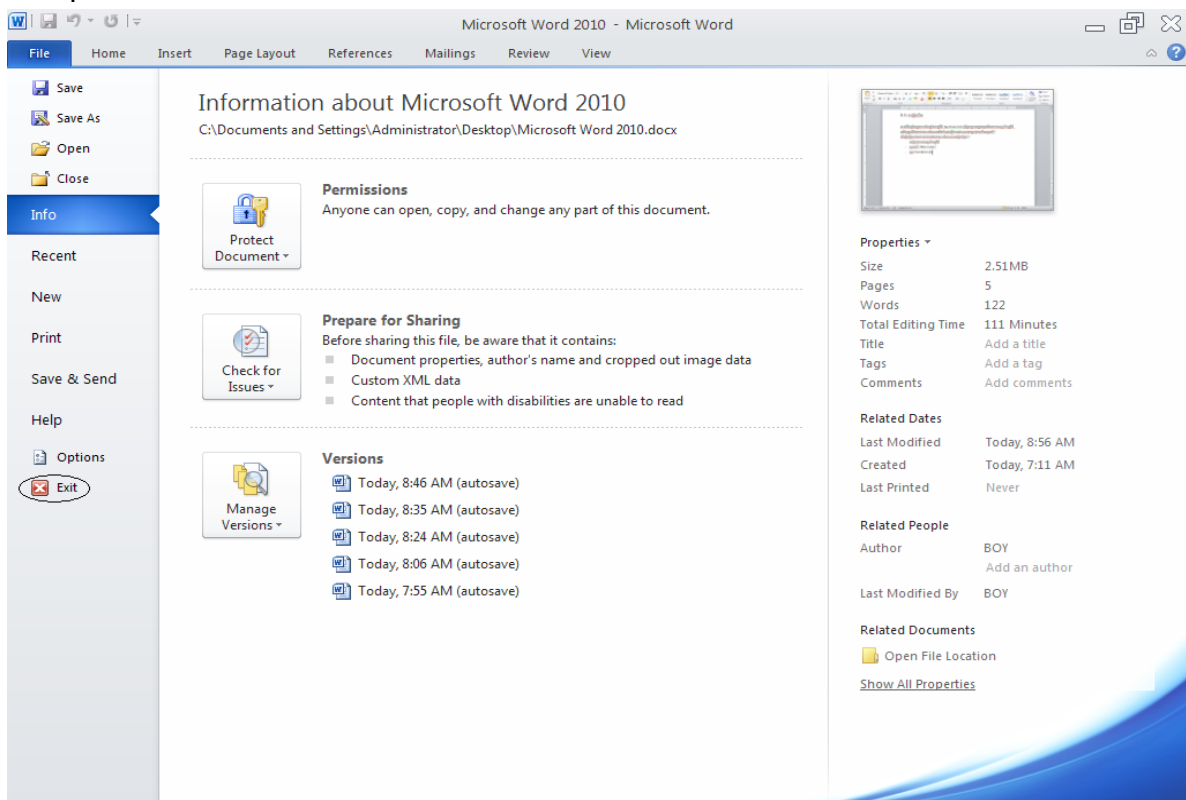 Microsoft Word 2010 - Microsoft Word
File Home Insert Page Layout References Mailings Review View
Save
Save As
Open
Close
Info
Recent
New
Print
Save & Send
Help
Options
Exit
Information about Microsoft Word 2010
C:\Documents and Settings\Administrator\Desktop\Microsoft Word 2010.docx
Protect
Document
Permissions
Anyone can open, copy, and change any part of this document.
Check for
Issues
Prepare for Sharing
Before sharing this file, be aware that it contains:
Document properties, author's name and cropped out image data
Custom XML data
Content that people with disabilities are unable to read
Manage
Versions
Versions
Today, 8:46 AM (autosave)
Today, 8:35 AM (autosave)
Today, 8:24 AM (autosave)
Today, 8:06 AM (autosave)
Today, 7:55 AM (autosave)
Properties
Size 2.51MB
Pages 5
Words 122
Total Editing Time 111 Minutes
Title Add a title
Tags Add a tag
Comments Add comments
Related Dates
Last Modified Today, 8:56 AM
Created Today, 7:11 AM
Last Printed Never
Related People
Author BOY
Add an author
Last Modified By BOY
Related Documents
Open File Location
Show All Properties